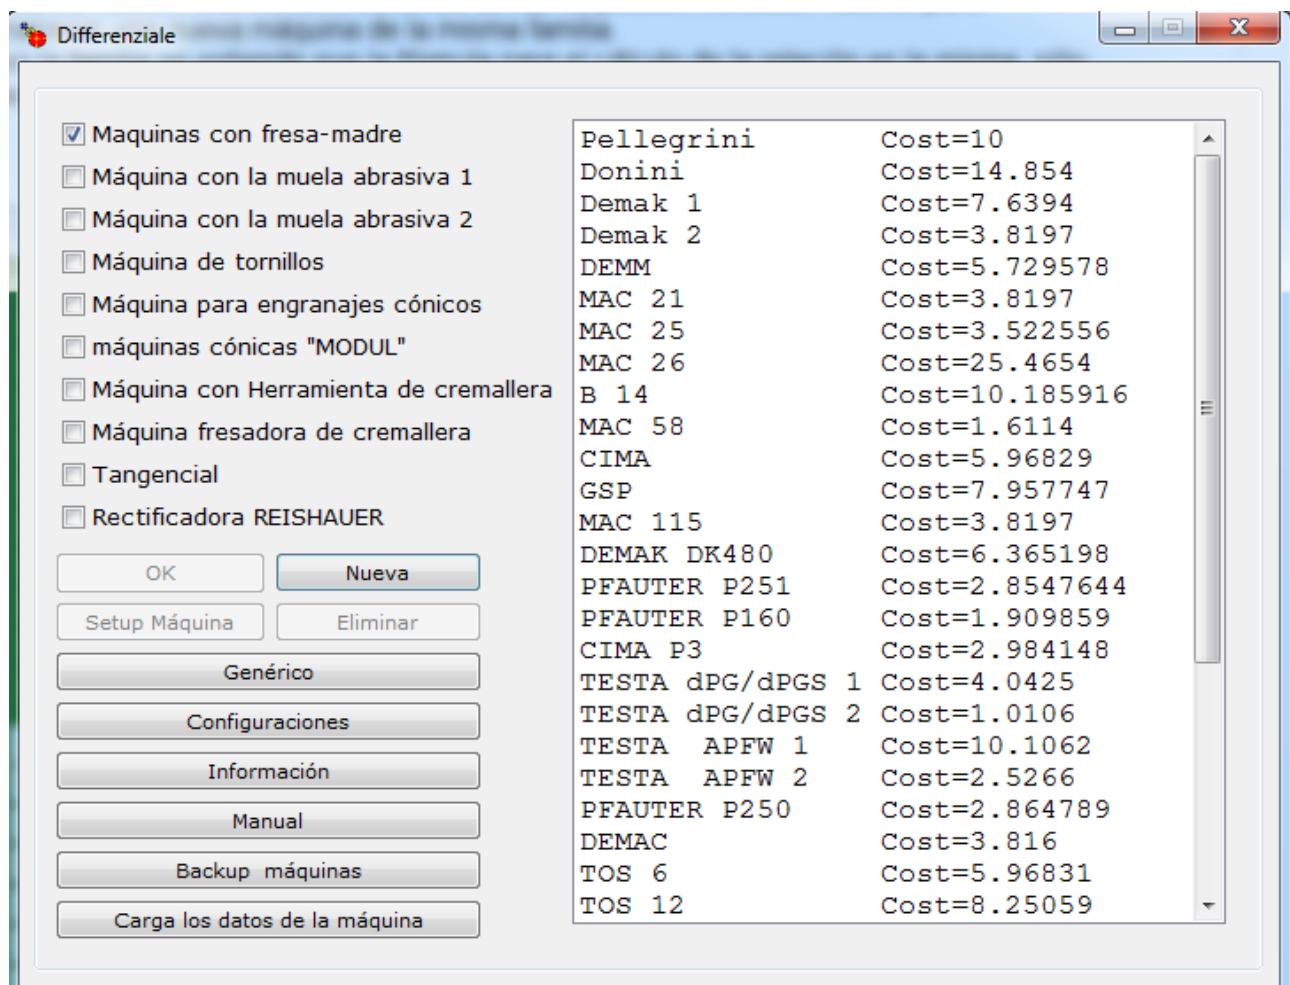 nueva máquina de la misma familia
Differenziale
Maquinas con fresa-madre
Máquina con la muela abrasiva 1
Máquina con la muela abrasiva 2
Máquina de tornillos
Máquina para engranajes cónicos
máquinas cónicas "MODUL"
Máquina con Herramienta de cremallera
Máquina fresadora de cremallera
Tangencial
Rectificadora REISHAUER
OK
Nueva
Setup Máquina
Eliminar
Genérico
Configuraciones
Información
Manual
Backup  máquinas
Carga los datos de la máquina
Pellegrini Cost=10
Donini Cost=14.854
Demak 1 Cost=7.6394
Demak 2 Cost=3.8197
DEMM Cost=5.729578
MAC 21 Cost=3.8197
MAC 25 Cost=3.522556
MAC 26 Cost=25.4654
B 14 Cost=10.185916
MAC 58 Cost=1.6114
CIMA Cost=5.96829
GSP Cost=7.957747
MAC 115 Cost=3.8197
DEMAK DK480 Cost=6.365198
PFAUTER P251 Cost=2.8547644
PFAUTER P160 Cost=1.909859
CIMA P3 Cost=2.984148
TESTA dPG/dPGS 1 Cost=4.0425
TESTA dPG/dPGS 2 Cost=1.0106
TESTA  APFW 1 Cost=10.1062
TESTA  APFW 2 Cost=2.5266
PFAUTER P250 Cost=2.864789
DEMAC Cost=3.816
TOS 6 Cost=5.96831
TOS 12 Cost=8.25059